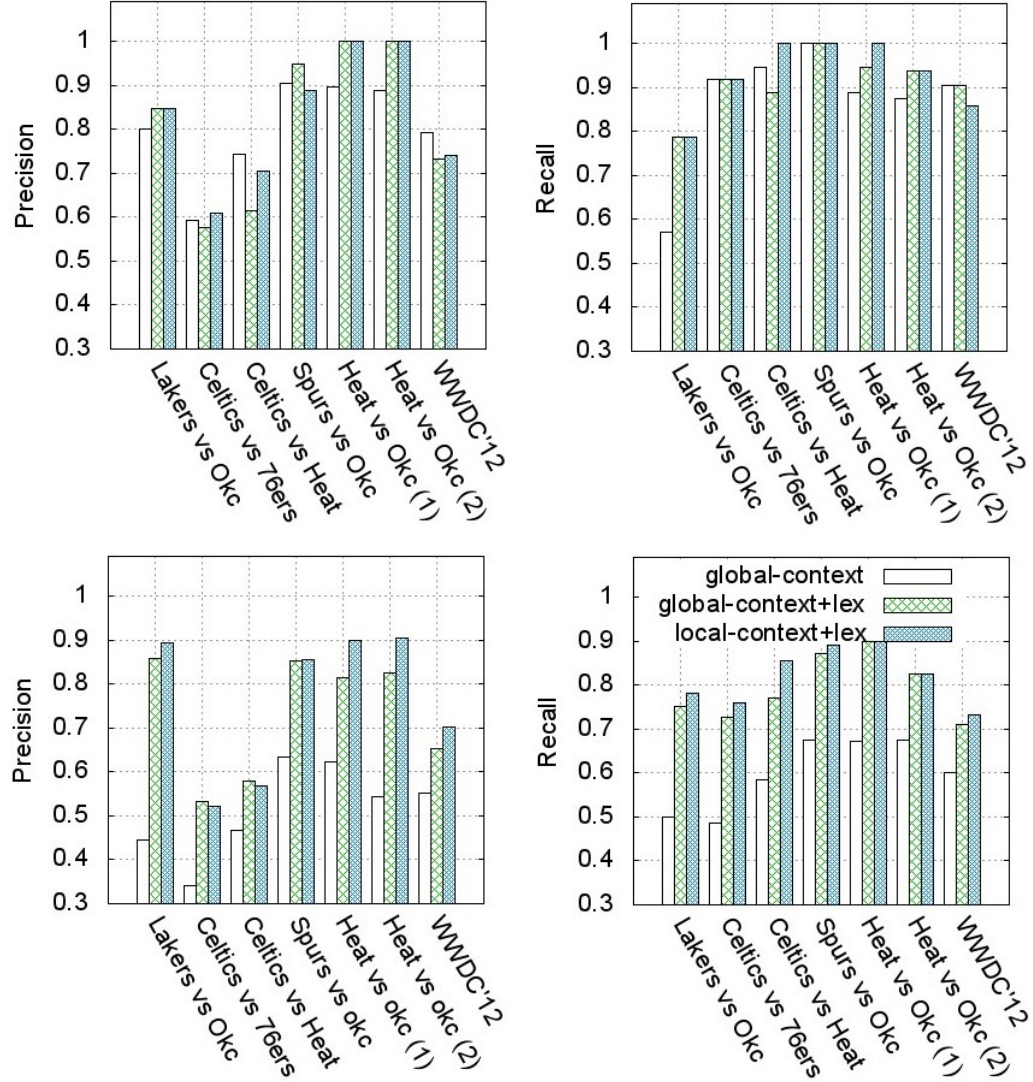 Precision
1
0.9
0.8
0.7
0.6
0.5
0.4
0.3
Lakers vs Okc
Celtics vs 76ers
Celtics vs Heat
Spurs vs Okc
Heat vs Okc (1)
Heat vs Okc (2)
WWDC'12
Recall
1
0.9
0.8
0.7
0.6
0.5
0.4
0.3
Lakers vs Okc
Celtics vs 76ers
Celtics vs Heat
Spurs vs Okc
Heat vs Okc (1)
Heat vs Okc (2)
WWDC'12
Precision
1
0.9
0.8
0.7
0.6
0.5
0.4
0.3
Lakers vs Okc
Celtics vs 76ers
Celtics vs Heat
Spurs vs okc
Heat vs okc (1)
Heat vs okc (2)
WWDC'12
Recall
1
0.9
0.8
0.7
0.6
0.5
0.4
0.3
global-context
global-context+lex
local-context+lex
Lakers vs Okc
Celtics vs 76ers
Celtics vs Heat
Spurs vs Okc
Heat vs Okc (1)
Heat vs Okc (2)
WWDC'12